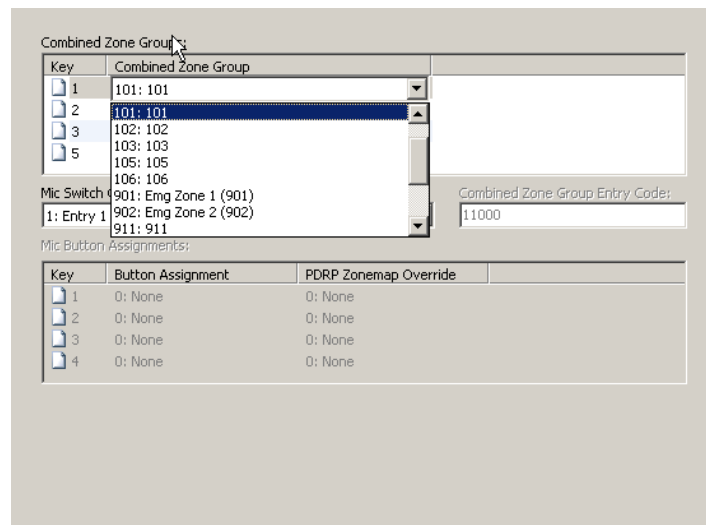 Combined Zone Groups:
Key Combined Zone Group
1 101: 101
2 101: 101
102: 102
3 103: 103
5 105: 105
106: 106
901: Emg Zone 1 (901)
902: Emg Zone 2 (902)
911: 911
Mic Switch Combined Zone Group Entry Code:
1: Entry 1 11000
Mic Button Assignments:
Key Button Assignment PDRP Zonemap Override
1 0: None 0: None
2 0: None 0: None
3 0: None 0: None
4 0: None 0: None